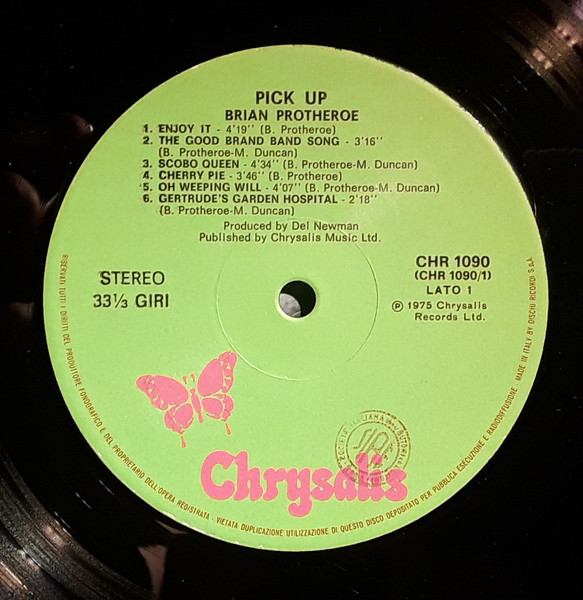 PICK UP
BRIAN PROTHEROE
1. ENJOY IT - 4'19" (B. Protheroe)
2. THE GOOD BRAND BAND SONG - 3'16"
(B. Protheroe-M. Duncan)
3. SCOBO QUEEN - 4'34" (B. Protheroe-M. Duncan)
4. CHERRY PIE - 3'46" (B. Protheroe)
5. OH WEEPING WILL - 4'07" (B. Protheroe-M. Duncan)
6. GERTRUDE'S GARDEN HOSPITAL - 2'18"
(B. Protheroe-M. Duncan)
Produced by Del Newman
Published by Chrysalis Music Ltd.
STEREO
33⅓ GIRI
CHR 1090
(CHR 1090/1)
LATO 1
℗ 1975 Chrysalis
Records Ltd.
Chrysalis
SOCIETÀ ITALIANA
SIAE
RISERVATI TUTTI I DIRITTI DEL PRODUTTORE FONOGRAFICO E DEL PROPRIETARIO DELL'OPERA REGISTRATA - VIETATA DUPLICAZIONE UTILIZZAZIONE DI QUESTO DISCO DEPOSITATO PER PUBBLICA ESECUZIONE E RADIODIFFUSIONE - MADE IN ITALY BY DISCHI RICORDI S.p.A.